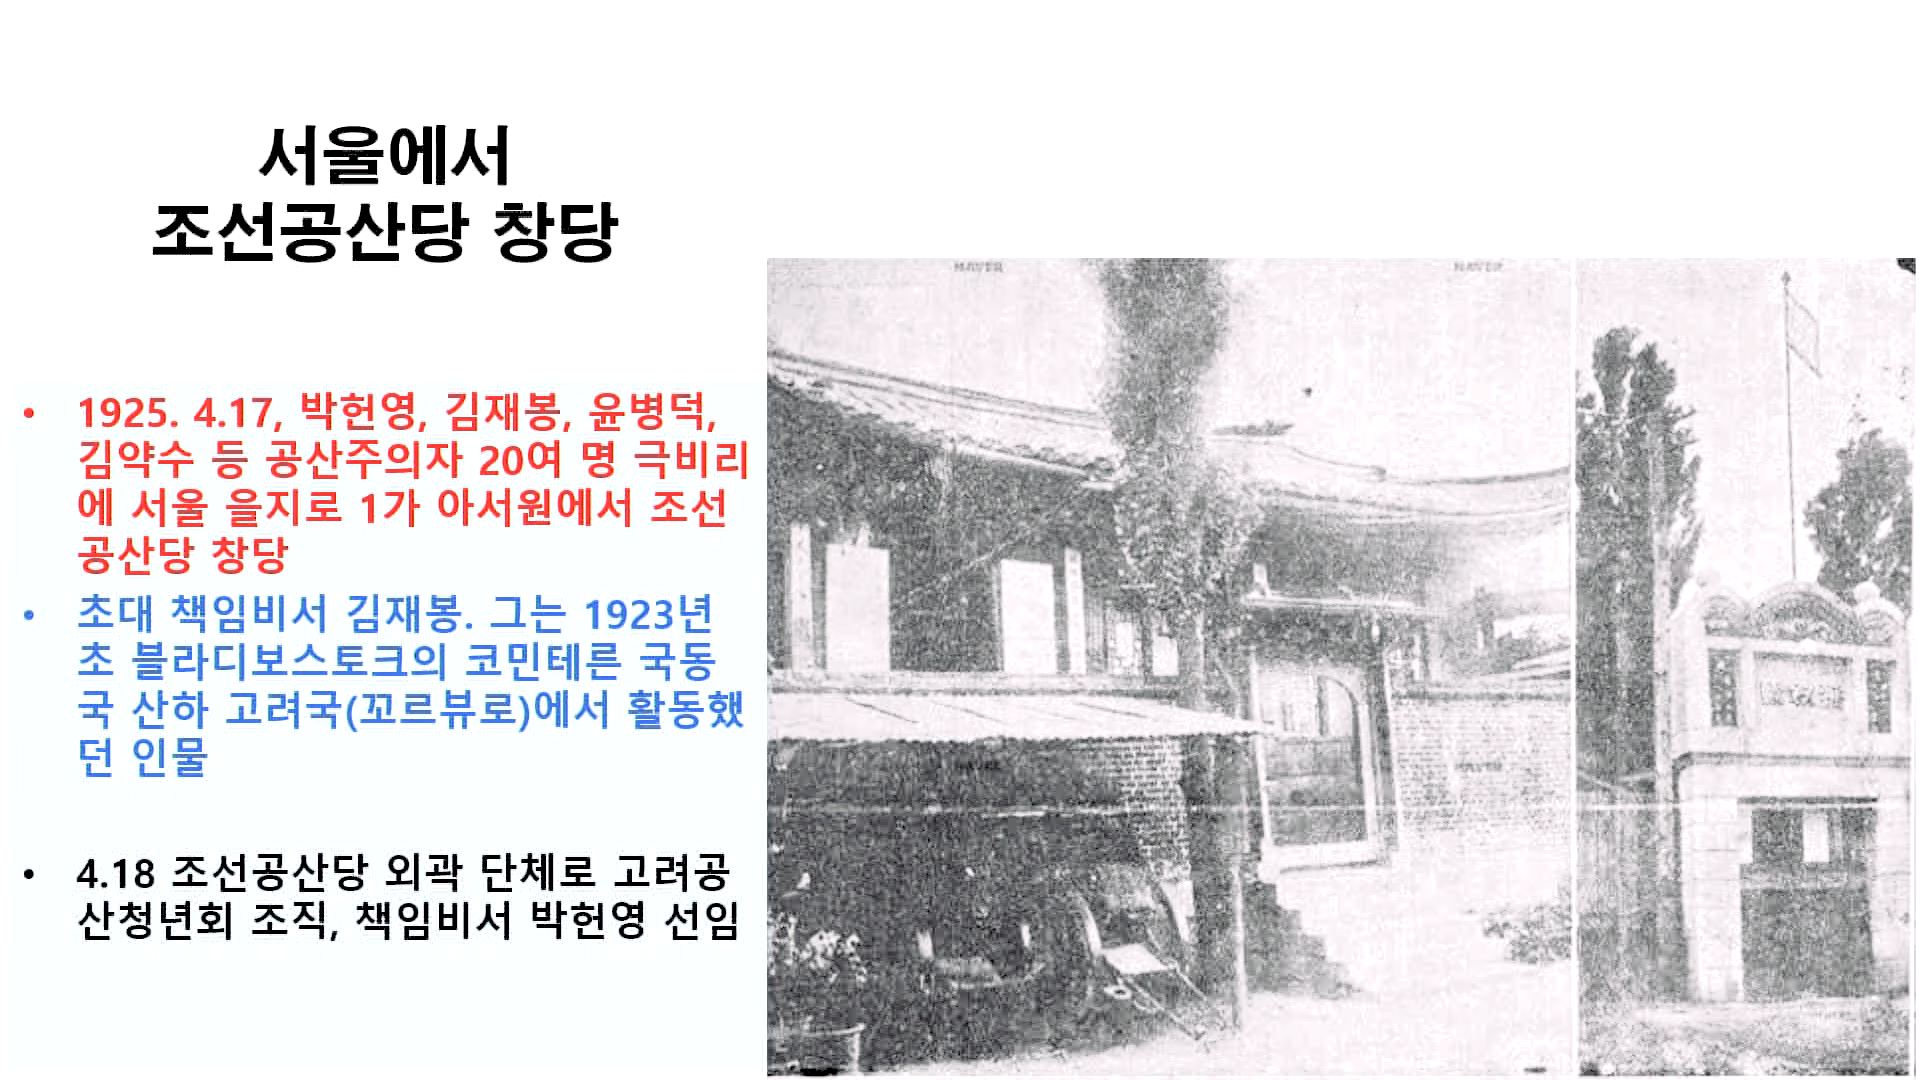 서울에서
조선공산당 창당
• 1925. 4.17, 박헌영, 김재봉, 윤병덕,
김약수 등 공산주의자 20여 명 극비리
에 서울 을지로 1가 아서원에서 조선
공산당 창당
• 초대 책임비서 김재봉. 그는 1923년
초 블라디보스토크의 코민테른 국동
국 산하 고려국(꼬르뷰로)에서 활동했
던 인물
• 4.18 조선공산당 외곽 단체로 고려공
산청년회 조직, 책임비서 박헌영 선임
NAVER NAVER
NAVER NAVER